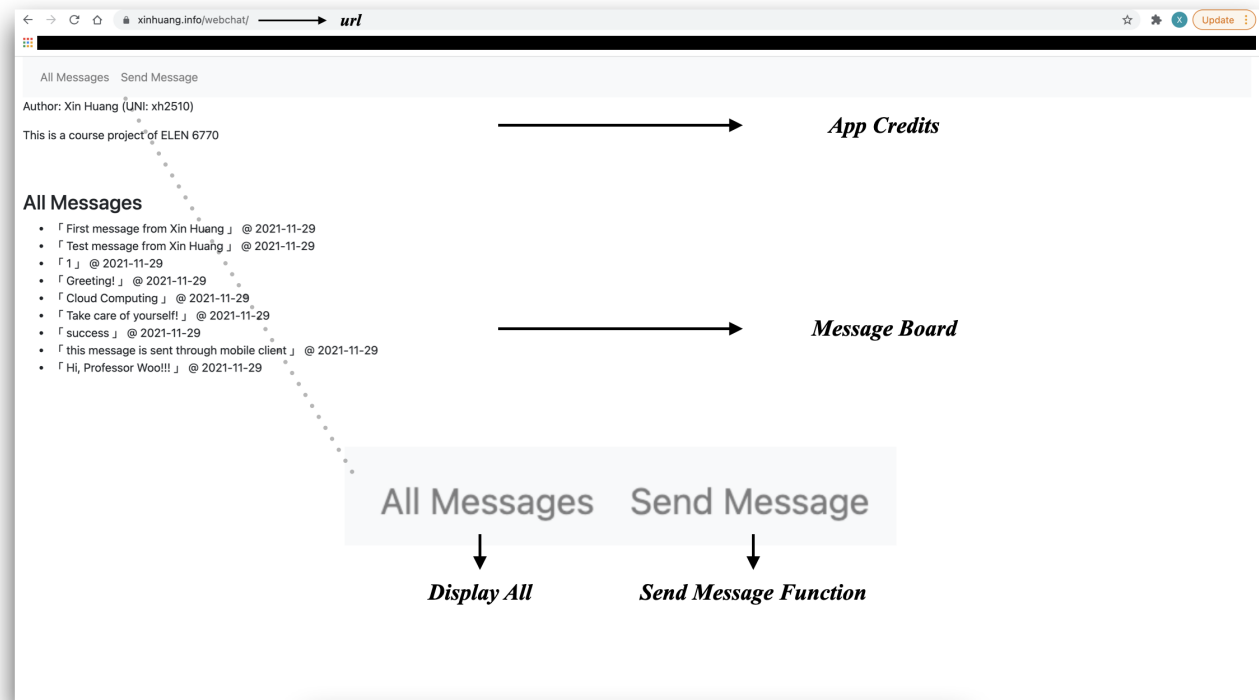 xinhuang.info/webchat/ url X Update
All Messages Send Message
Author: Xin Huang (UNI: xh2510)
App Credits
This is a course project of ELEN 6770
All Messages
• 「 First message from Xin Huang 」 @ 2021-11-29
• 「 Test message from Xin Huang 」 @ 2021-11-29
• 「 1 」 @ 2021-11-29
• 「 Greeting! 」 @ 2021-11-29
• 「 Cloud Computing 」 @ 2021-11-29
• 「 Take care of yourself! 」 @ 2021-11-29
• 「 success 」 @ 2021-11-29
Message Board
• 「 this message is sent through mobile client 」 @ 2021-11-29
• 「 Hi, Professor Woo!!! 」 @ 2021-11-29
All Messages Send Message
Display All Send Message Function